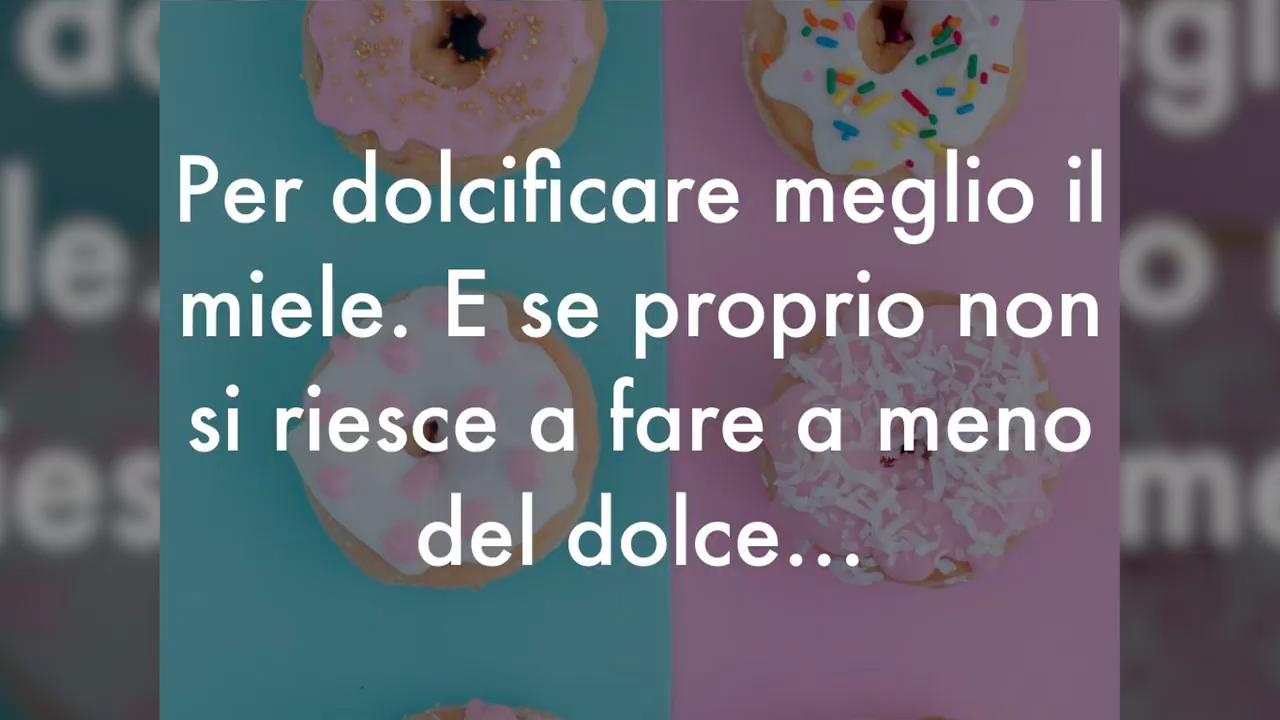 Per dolcificare meglio il
miele. E se proprio non
si riesce a fare a meno
del dolce...